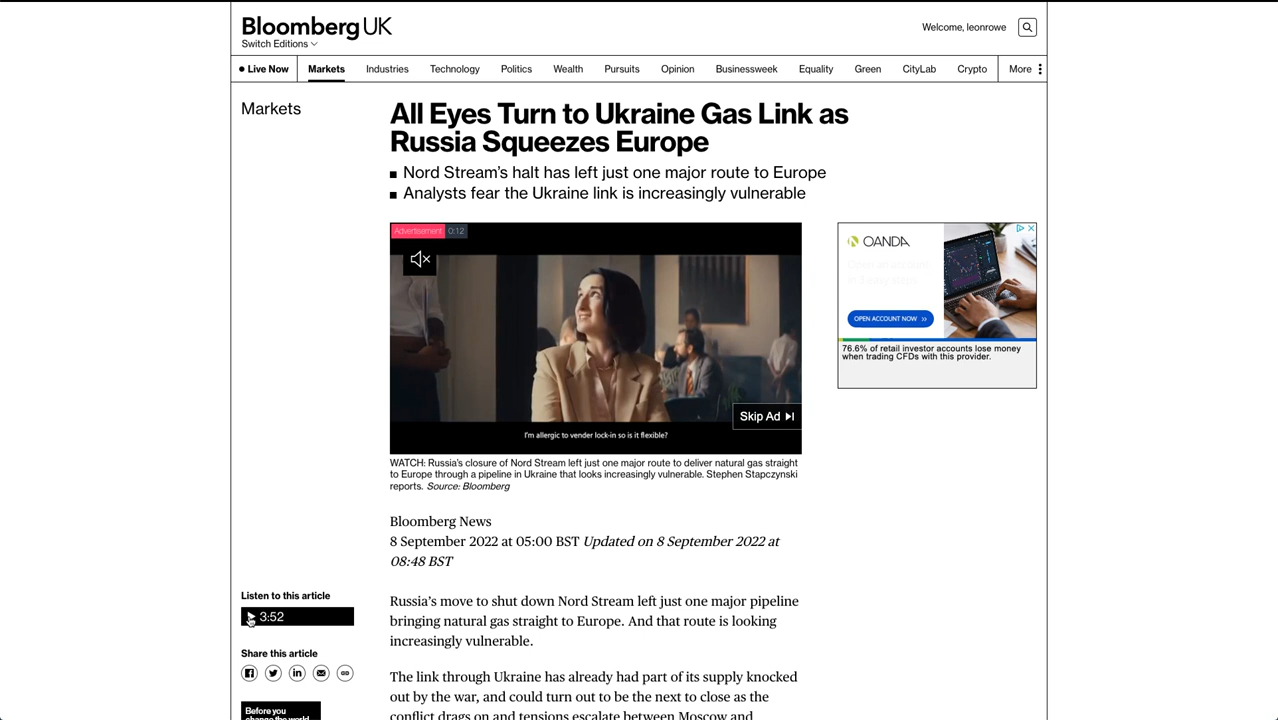 Bloomberg UK
Switch Editions
Welcome, leonrowe
Live Now Markets Industries Technology Politics Wealth Pursuits Opinion Businessweek Equality Green CityLab Crypto More
Markets
All Eyes Turn to Ukraine Gas Link as
Russia Squeezes Europe
Nord Stream's halt has left just one major route to Europe
Analysts fear the Ukraine link is increasingly vulnerable
Advertisement 0:12
Skip Ad
I'm allergic to vender lock-in so is it flexible?
OANDA
Open an account
OPEN ACCOUNT NOW »
76.6% of retail investor accounts lose money
when trading CFDs with this provider.
WATCH: Russia's closure of Nord Stream left just one major route to deliver natural gas straight
to Europe through a pipeline in Ukraine that looks increasingly vulnerable. Stephen Stapczynski
reports. Source: Bloomberg
Bloomberg News
8 September 2022 at 05:00 BST Updated on 8 September 2022 at
08:48 BST
Listen to this article
3:52
Share this article
Before you
change the world
Russia's move to shut down Nord Stream left just one major pipeline
bringing natural gas straight to Europe. And that route is looking
increasingly vulnerable.
The link through Ukraine has already had part of its supply knocked
out by the war, and could turn out to be the next to close as the
conflict drags on and tensions escalate between Moscow and